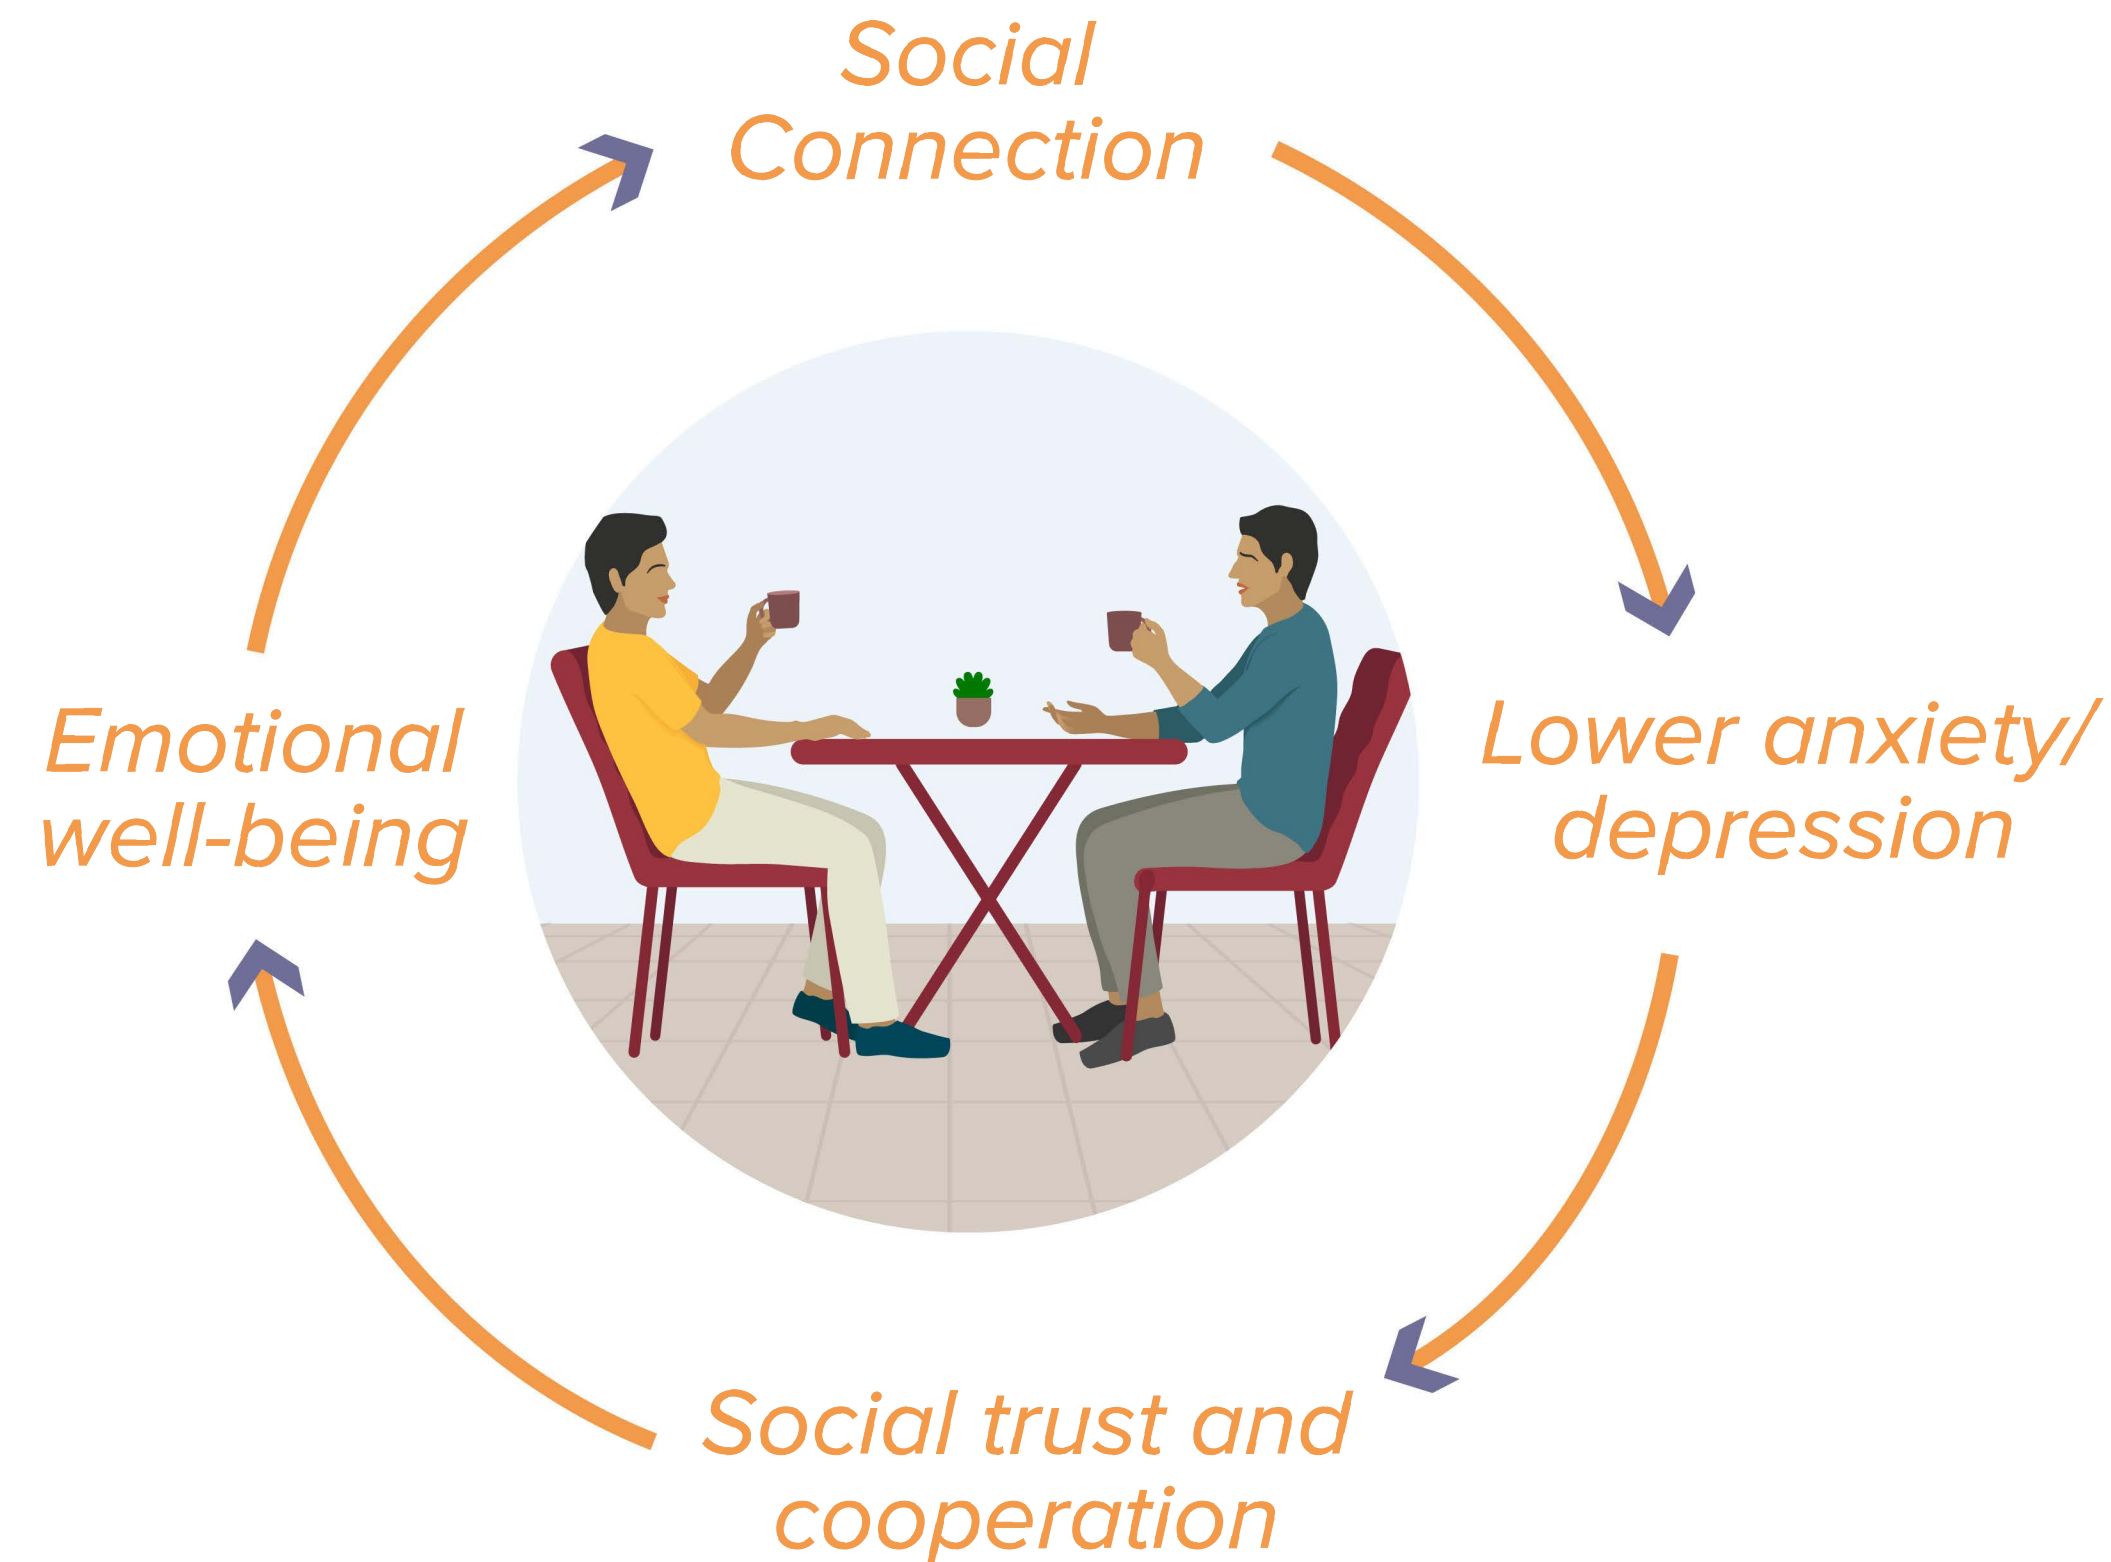 Social
Connection
Lower anxiety/
depression
Social trust and
cooperation
Emotional
well-being